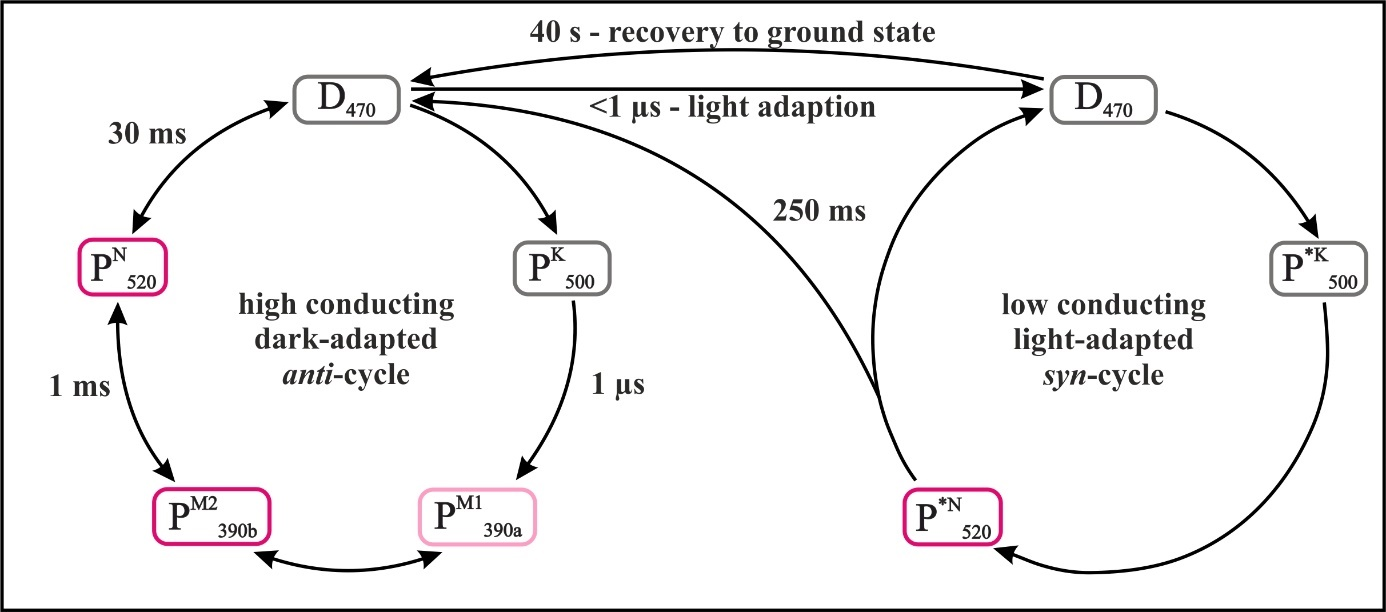 40 s - recovery to ground state
D470
<1 µs - light adaption
D470
30 ms
250 ms
PN520
PK500
P*K500
high conducting
dark-adapted
anti-cycle
low conducting
light-adapted
syn-cycle
1 ms
1 µs
PM2390b
PM1390a
P*N520